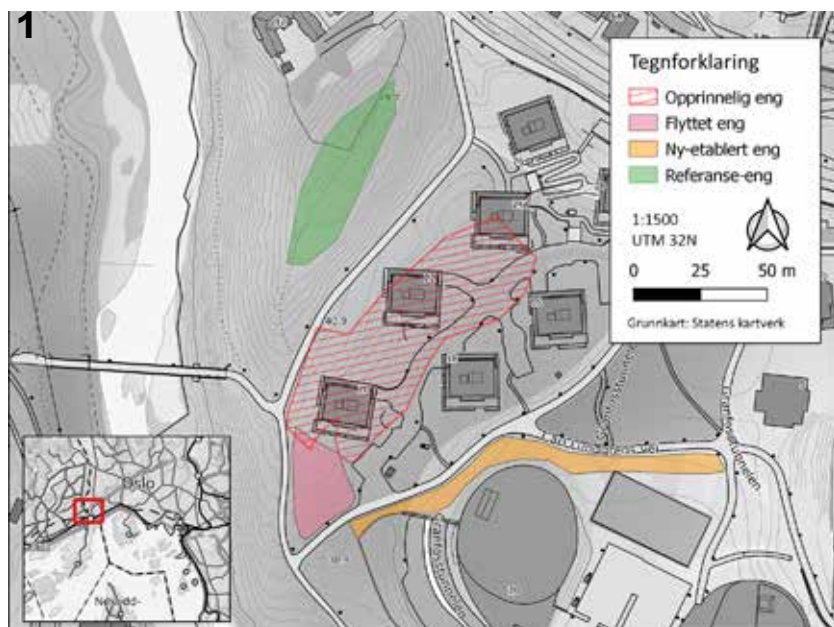 1
Tegnforklaring
Opprinnelig eng
Flyttet eng
Ny-etablert eng
Referanse-eng
1:1500
UTM 32N
0 25 50 m
Grunnkart: Statens kartverk
Oslo